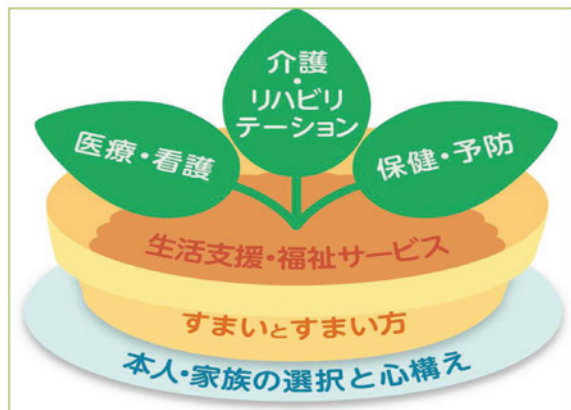 介護
・
リハビリ
テーション
医療・看護
保健・予防
生活支援・福祉サービス
すまいとすまい方
本人・家族の選択と心構え